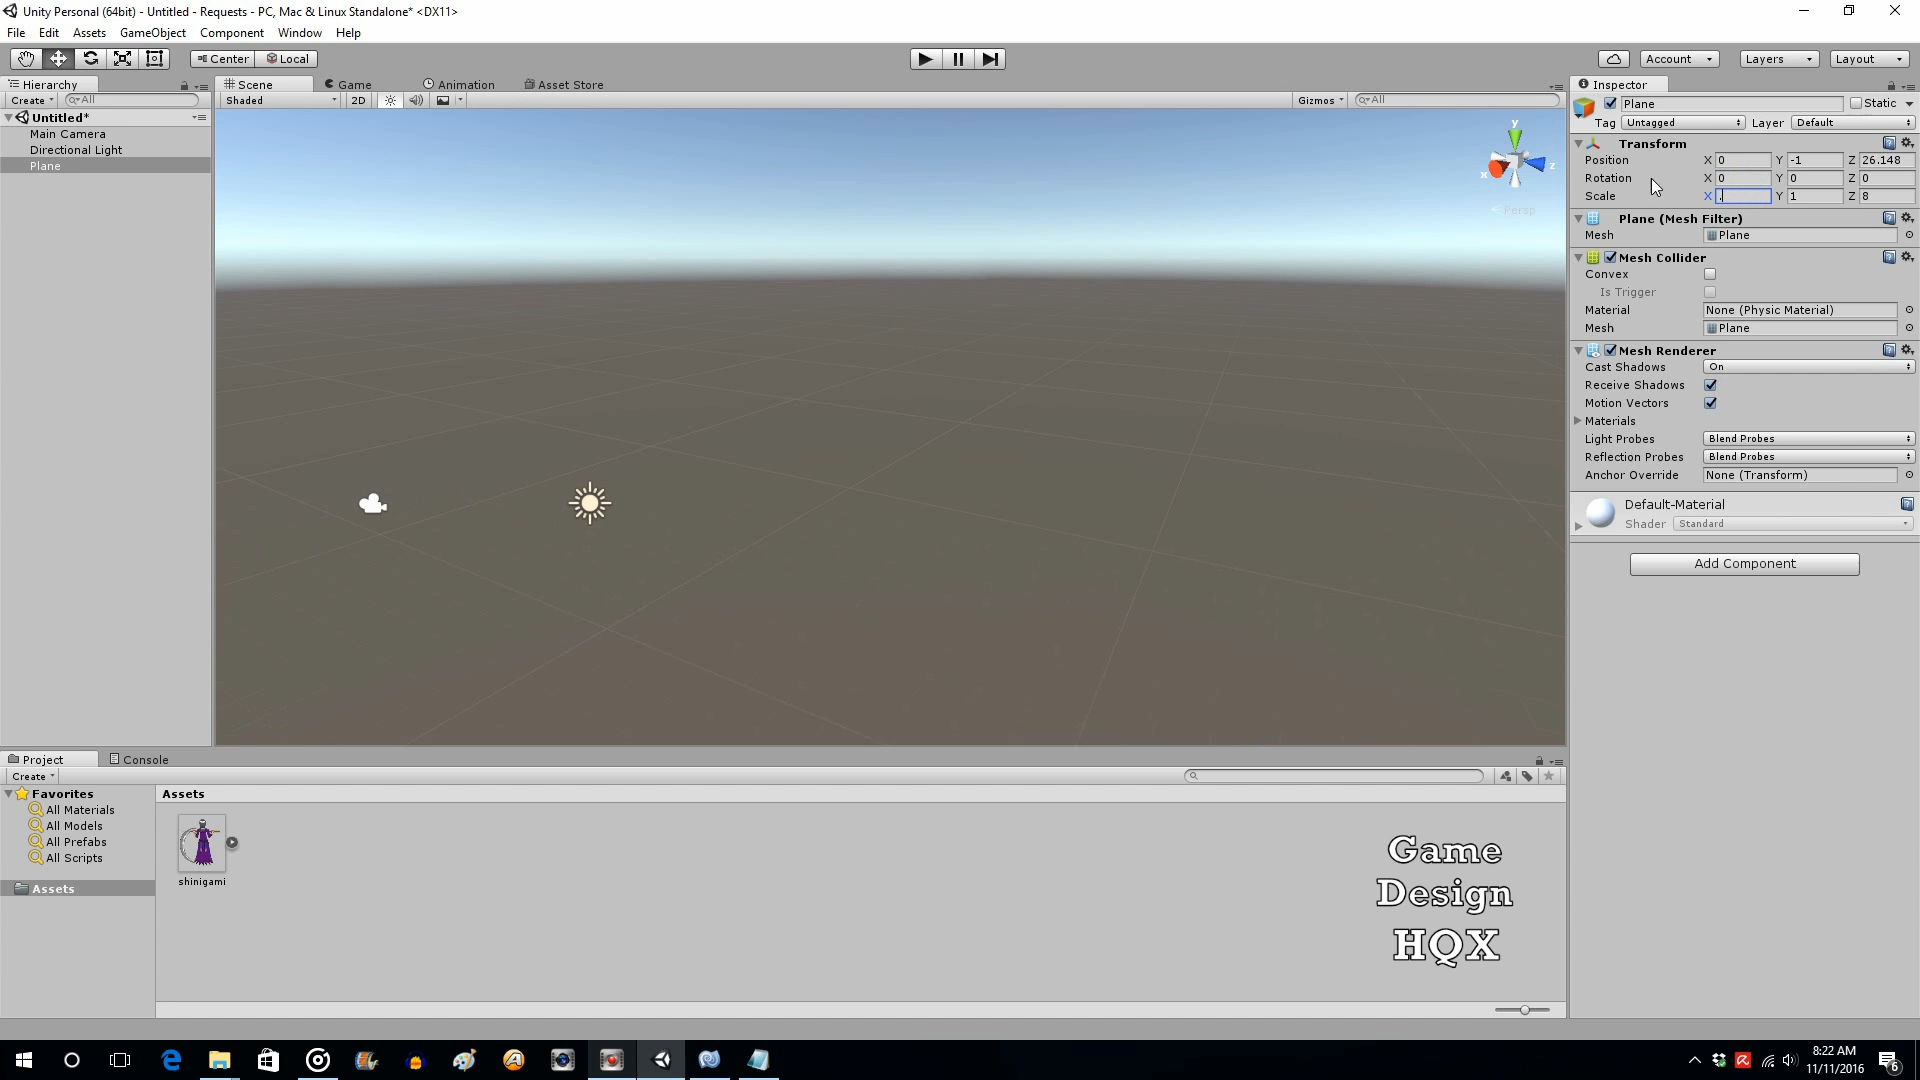 Unity Personal (64bit) - Untitled - Requests - PC, Mac & Linux Standalone* <DX11>
File Edit Assets GameObject Component Window Help
Center Local Account Layers Layout
Hierarchy Scene Game Animation Asset Store Inspector
Create All Shaded 2D Gizmos All
Plane Static
Untitled*
Tag Untagged Layer Default
Main Camera
Directional Light
Plane
Transform
Position X 0 Y -1 Z 26.148
Rotation X 0 Y 0 Z 0
Scale X . Y 1 Z 8
y
x
z
Persp
Plane (Mesh Filter)
Mesh Plane
Mesh Collider
Convex
Is Trigger
Material None (Physic Material)
Mesh Plane
Mesh Renderer
Cast Shadows On
Receive Shadows
Motion Vectors
Materials
Light Probes Blend Probes
Reflection Probes Blend Probes
Anchor Override None (Transform)
Default-Material
Shader Standard
Add Component
Project Console
Create
Favorites
All Materials
All Models
All Prefabs
All Scripts
Assets
Assets
shinigami
Game
Design
HQX
8:22 AM
11/11/2016
6